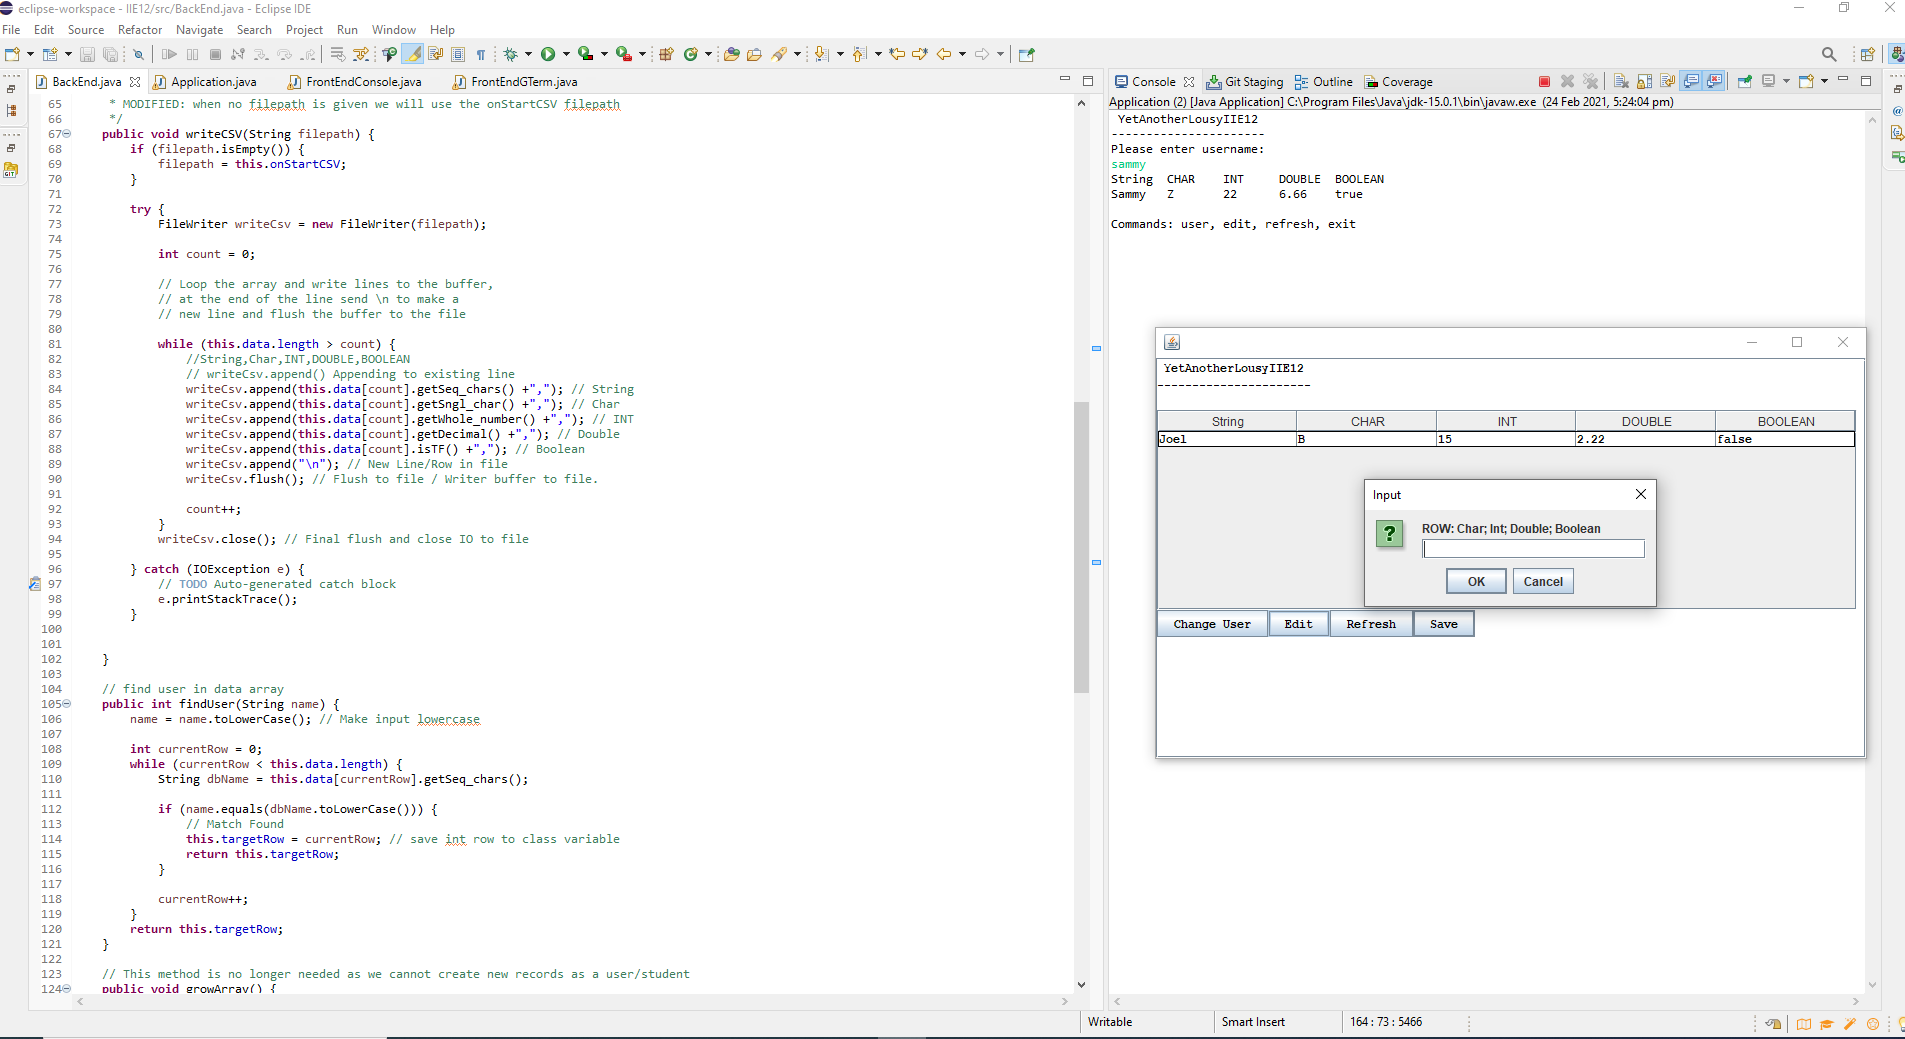 eclipse-workspace - IIE12/src/BackEnd.java - Eclipse IDE
File Edit Source Refactor Navigate Search Project Run Window Help
BackEnd.java Application.java FrontEndConsole.java FrontEndGTerm.java
65 * MODIFIED: when no filepath is given we will use the onStartCSV filepath
66 */
67 public void writeCSV(String filepath) {
68 if (filepath.isEmpty()) {
69 filepath = this.onStartCSV;
70 }
71
72 try {
73 FileWriter writeCsv = new FileWriter(filepath);
74
75 int count = 0;
76
77 // Loop the array and write lines to the buffer,
78 // at the end of the line send \n to make a
79 // new line and flush the buffer to the file
80
81 while (this.data.length > count) {
82 //String,Char,INT,DOUBLE,BOOLEAN
83 // writeCsv.append() Appending to existing line
84 writeCsv.append(this.data[count].getSeq_chars() +","); // String
85 writeCsv.append(this.data[count].getSngl_char() +","); // Char
86 writeCsv.append(this.data[count].getWhole_number() +","); // INT
87 writeCsv.append(this.data[count].getDecimal() +","); // Double
88 writeCsv.append(this.data[count].isTF() +","); // Boolean
89 writeCsv.append("\n"); // New Line/Row in file
90 writeCsv.flush(); // Flush to file / Writer buffer to file.
91
92 count++;
93 }
94 writeCsv.close(); // Final flush and close IO to file
95
96 } catch (IOException e) {
97 // TODO Auto-generated catch block
98 e.printStackTrace();
99 }
100
101
102 }
103
104 // find user in data array
105 public int findUser(String name) {
106 name = name.toLowerCase(); // Make input lowercase
107
108 int currentRow = 0;
109 while (currentRow < this.data.length) {
110 String dbName = this.data[currentRow].getSeq_chars();
111
112 if (name.equals(dbName.toLowerCase())) {
113 // Match Found
114 this.targetRow = currentRow; // save int row to class variable
115 return this.targetRow;
116 }
117
118 currentRow++;
119 }
120 return this.targetRow;
121 }
122
123 // This method is no longer needed as we cannot create new records as a user/student
124 public void growArray() {
Console Git Staging Outline Coverage
Application (2) [Java Application] C:\Program Files\Java\jdk-15.0.1\bin\javaw.exe (24 Feb 2021, 5:24:04 pm)
YetAnotherLousyIIE12
----------------------
Please enter username:
sammy
String CHAR INT DOUBLE BOOLEAN
Sammy Z 22 6.66 true
Commands: user, edit, refresh, exit
YetAnotherLousyIIE12
----------------------
String CHAR INT DOUBLE BOOLEAN
Joel B 15 2.22 false
Input
ROW: Char; Int; Double; Boolean
OK Cancel
Change User Edit Refresh Save
Writable Smart Insert 164 : 73 : 5466